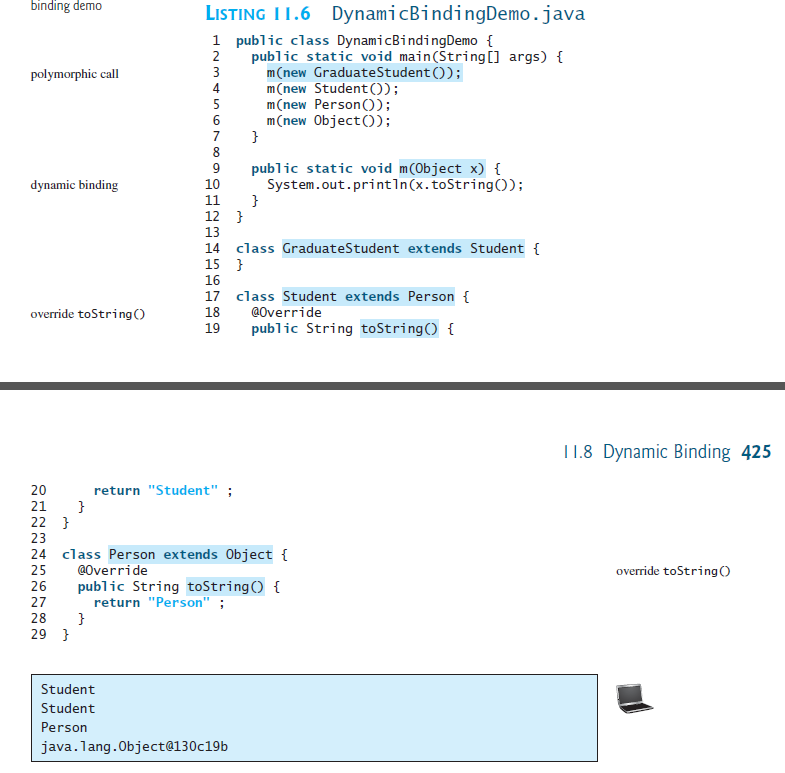 binding demo
LISTING 11.6 DynamicBindingDemo.java
1 public class DynamicBindingDemo {
2 public static void main(String[] args) {
polymorphic call
3 m(new GraduateStudent());
4 m(new Student());
5 m(new Person());
6 m(new Object());
7 }
8
9 public static void m(Object x) {
dynamic binding
10 System.out.println(x.toString());
11 }
12 }
13
14 class GraduateStudent extends Student {
15 }
16
17 class Student extends Person {
override toString()
18 @Override
19 public String toString() {
11.8 Dynamic Binding 425
20 return "Student" ;
21 }
22 }
23
24 class Person extends Object {
25 @Override
override toString()
26 public String toString() {
27 return "Person" ;
28 }
29 }
Student
Student
Person
java.lang.Object@130c19b